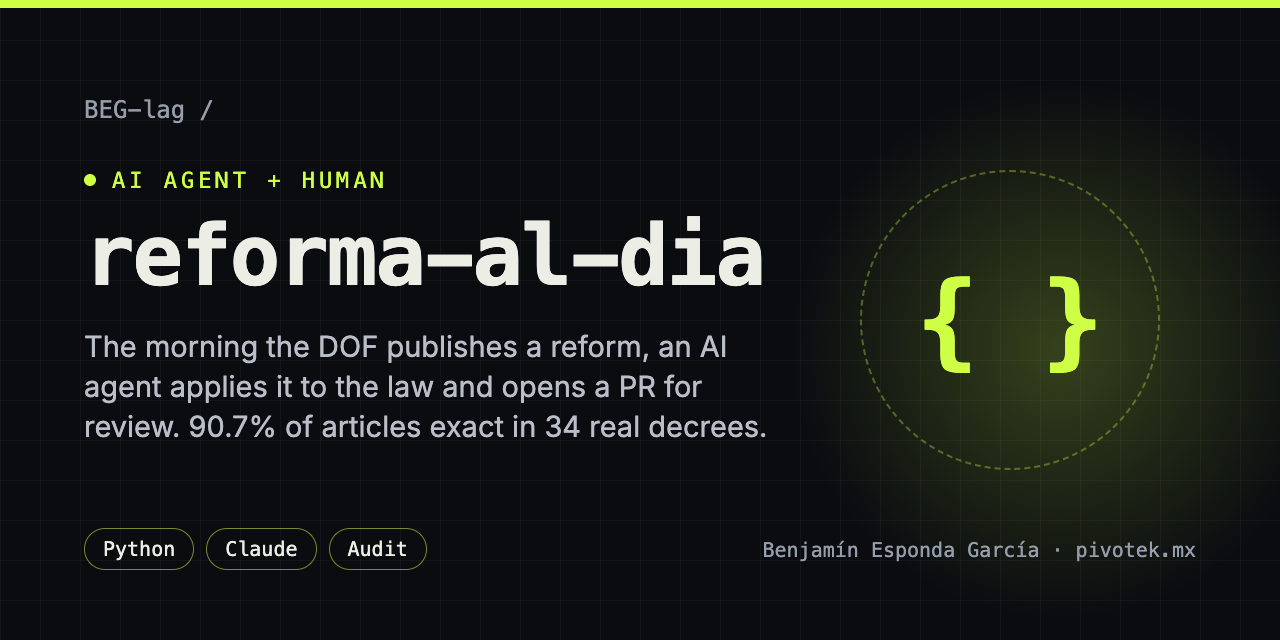 BEG-lag /
AI AGENT + HUMAN
reforma-al-dia
The morning the DOF publishes a reform, an AI
agent applies it to the law and opens a PR for
review. 90.7% of articles exact in 34 real decrees.
{ }
Python Claude Audit
Benjamín Esponda García · pivotek.mx